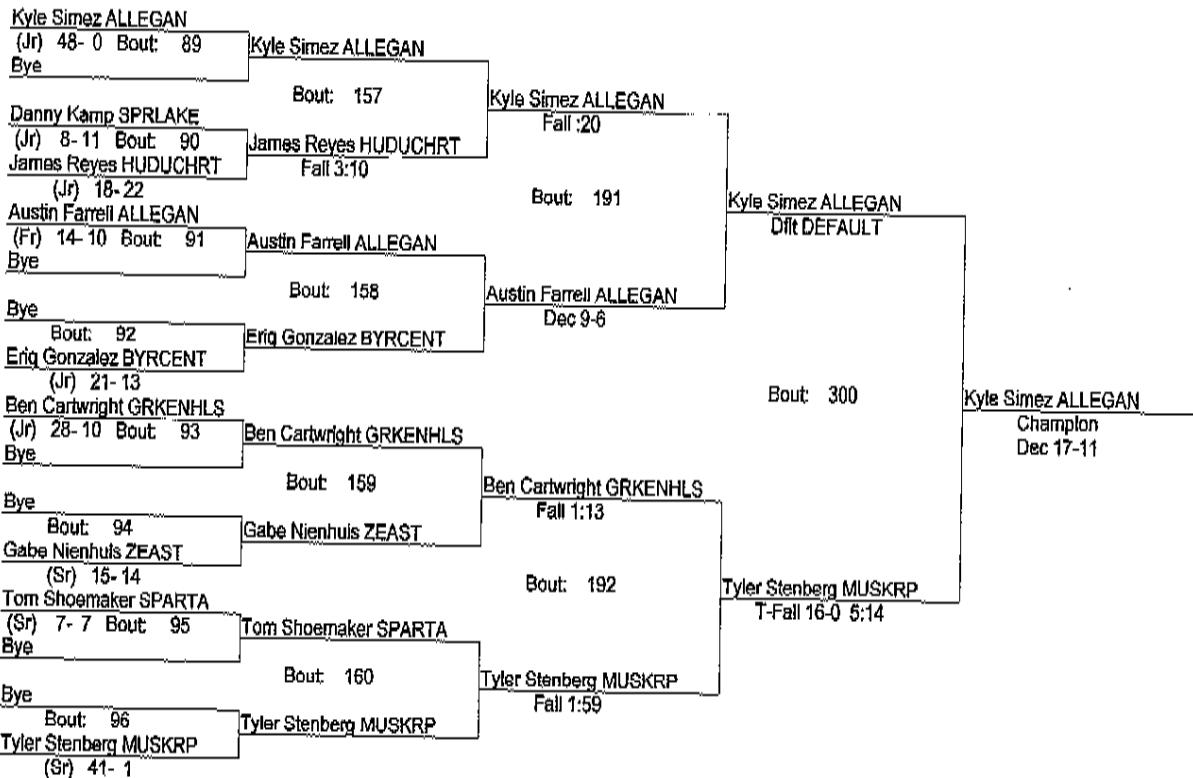 Kyle Simez ALLEGAN
(Jr) 48- 0 Bout: 89
Bye
Danny Kamp SPRLAKE
(Jr) 8- 11 Bout: 90
James Reyes HUDUCHRT
(Jr) 18- 22
Austin Farrell ALLEGAN
(Fr) 14- 10 Bout: 91
Bye
Bye
Bout: 92
Eriq Gonzalez BYRCENT
(Jr) 21- 13
Ben Cartwright GRKENHLS
(Jr) 28- 10 Bout: 93
Bye
Bye
Bout: 94
Gabe Nienhuis ZEAST
(Sr) 15- 14
Tom Shoemaker SPARTA
(Sr) 7- 7 Bout: 95
Bye
Bye
Bout: 96
Tyler Stenberg MUSKRP
(Sr) 41- 1
Kyle Simez ALLEGAN
Bout: 157
James Reyes HUDUCHRT
Fall 3:10
Austin Farrell ALLEGAN
Bout: 158
Eriq Gonzalez BYRCENT
Ben Cartwright GRKENHLS
Bout: 159
Gabe Nienhuis ZEAST
Tom Shoemaker SPARTA
Bout: 160
Tyler Stenberg MUSKRP
Kyle Simez ALLEGAN
Fall :20
Bout: 191
Austin Farrell ALLEGAN
Dec 9-6
Ben Cartwright GRKENHLS
Fall 1:13
Bout: 192
Tyler Stenberg MUSKRP
Fall 1:59
Kyle Simez ALLEGAN
Dflt DEFAULT
Bout: 300
Tyler Stenberg MUSKRP
T-Fall 16-0 5:14
Kyle Simez ALLEGAN
Champion
Dec 17-11